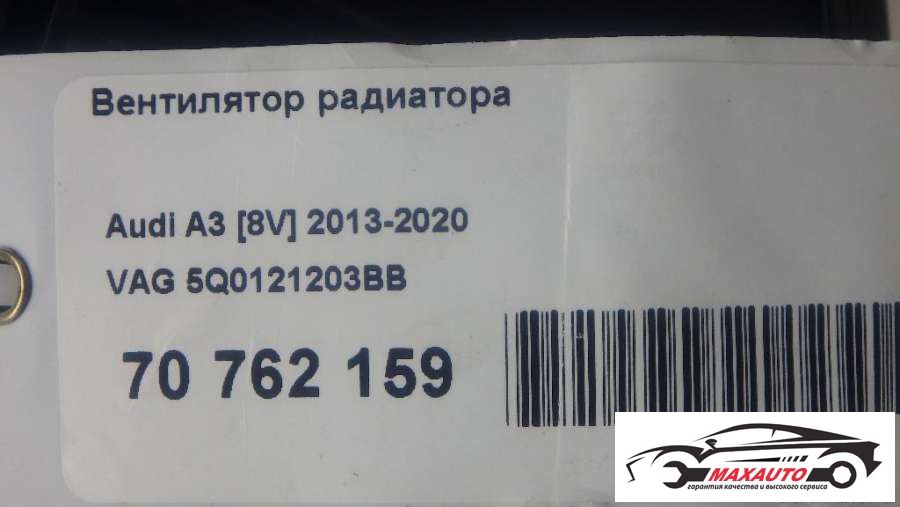 Вентилятор радиатора
Audi A3 [8V] 2013-2020
VAG 5Q0121203BB
70 762 159
MAXAUTO
гарантия качества и высокого сервиса